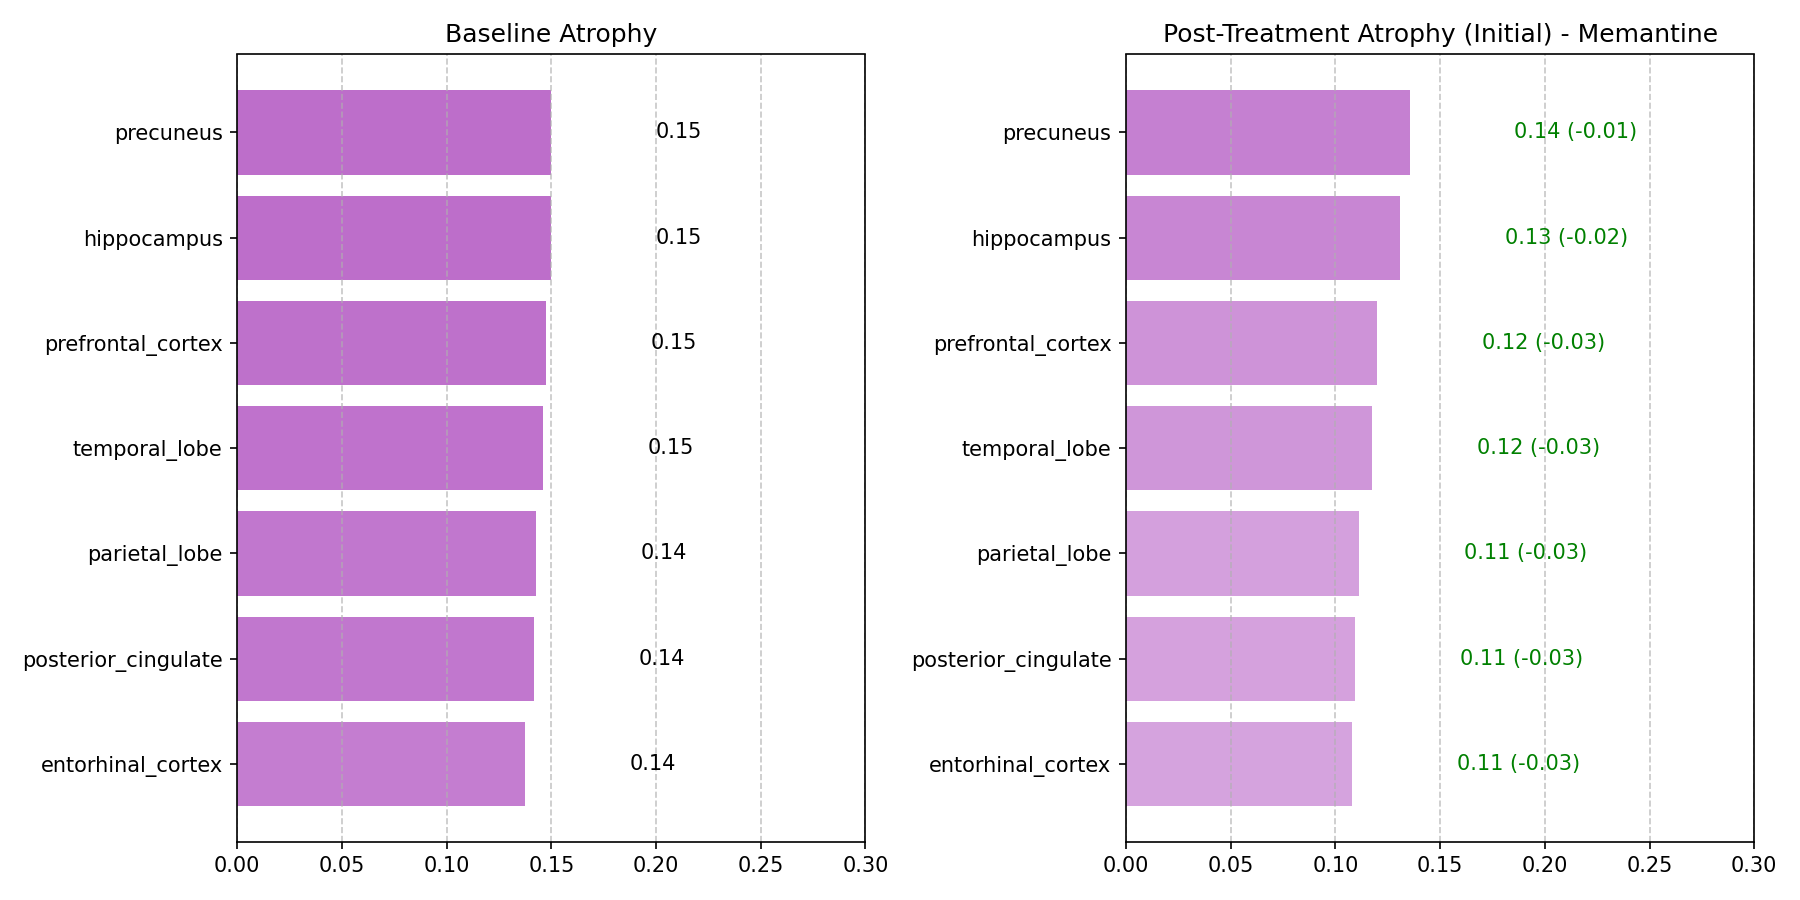 Baseline Atrophy
precuneus 0.15
hippocampus 0.15
prefrontal_cortex 0.15
temporal_lobe 0.15
parietal_lobe 0.14
posterior_cingulate 0.14
entorhinal_cortex 0.14
0.00 0.05 0.10 0.15 0.20 0.25 0.30
Post-Treatment Atrophy (Initial) - Memantine
precuneus 0.14 (-0.01)
hippocampus 0.13 (-0.02)
prefrontal_cortex 0.12 (-0.03)
temporal_lobe 0.12 (-0.03)
parietal_lobe 0.11 (-0.03)
posterior_cingulate 0.11 (-0.03)
entorhinal_cortex 0.11 (-0.03)
0.00 0.05 0.10 0.15 0.20 0.25 0.30